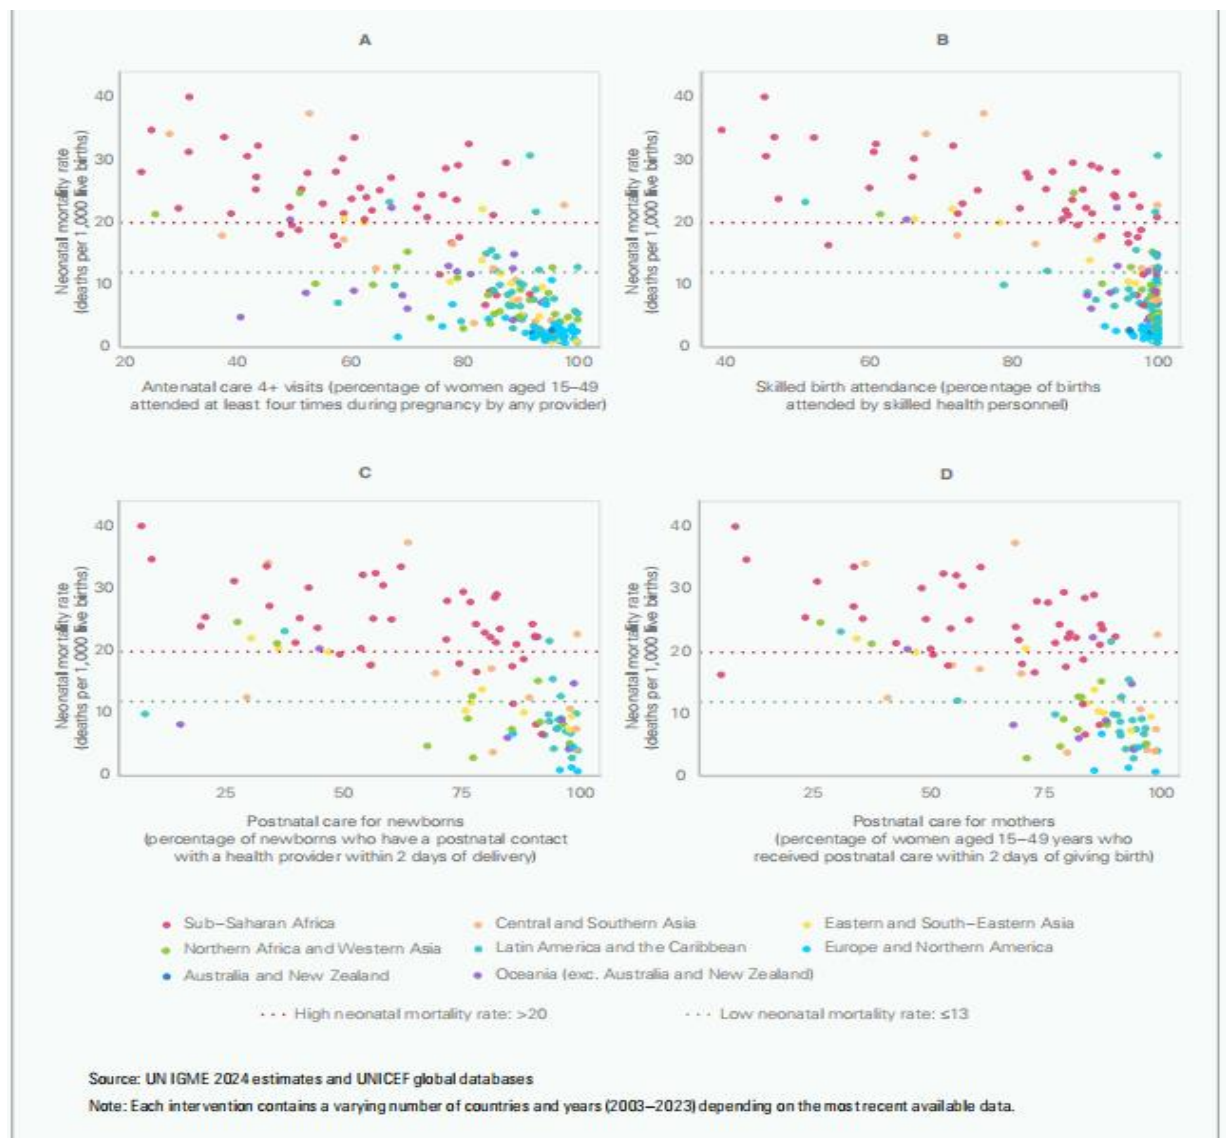 A
B
40
30
20
10
0
Neonatal mortality rate
(deaths per 1,000 live births)
20 40 60 80 100
Antenatal care 4+ visits (percentage of women aged 15–49
attended at least four times during pregnancy by any provider)
40
30
20
10
0
Neonatal mortality rate
(deaths per 1,000 live births)
40 60 80 100
Skilled birth attendance (percentage of births
attended by skilled health personnel)
C
D
40
30
20
10
0
Neonatal mortality rate
(deaths per 1,000 live births)
25 50 75 100
Postnatal care for newborns
(percentage of newborns who have a postnatal contact
with a health provider within 2 days of delivery)
40
30
20
10
0
Neonatal mortality rate
(deaths per 1,000 live births)
25 50 75 100
Postnatal care for mothers
(percentage of women aged 15–49 years who
received postnatal care within 2 days of giving birth)
Sub–Saharan Africa Central and Southern Asia Eastern and South–Eastern Asia
Northern Africa and Western Asia Latin America and the Caribbean Europe and Northern America
Australia and New Zealand Oceania (exc. Australia and New Zealand)
High neonatal mortality rate: >20 Low neonatal mortality rate: ≤13
Source: UN IGME 2024 estimates and UNICEF global databases
Note: Each intervention contains a varying number of countries and years (2003–2023) depending on the most recent available data.